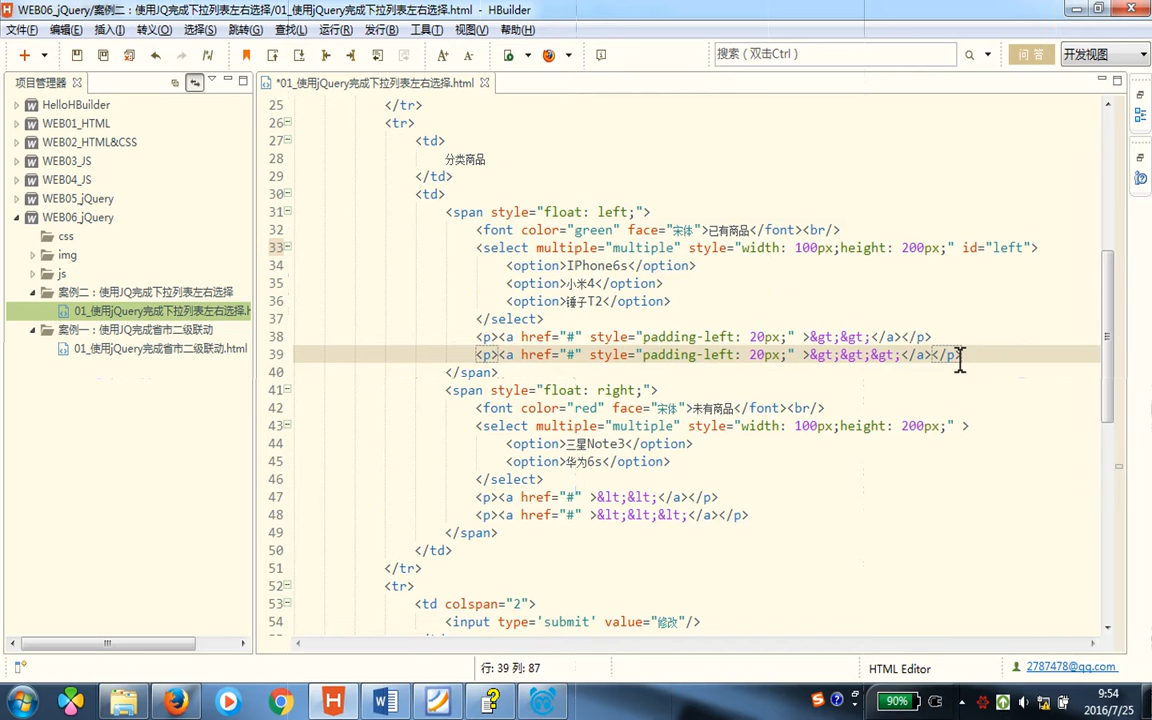 WEB06_jQuery/案例二：使用JQ完成下拉列表左右选择/01_使用jQuery完成下拉列表左右选择.html - HBuilder
文件(F) 编辑(E) 插入(I) 转义(O) 选择(S) 跳转(G) 查找(L) 运行(R) 发行(B) 工具(T) 视图(V) 帮助(H)
搜索（双击Ctrl） 问 答 开发视图
项目管理器
*01_使用jQuery完成下拉列表左右选择.html
HelloHBuilder
WEB01_HTML
WEB02_HTML&CSS
WEB03_JS
WEB04_JS
WEB05_jQuery
WEB06_jQuery
css
img
js
案例二：使用JQ完成下拉列表左右选择
01_使用jQuery完成下拉列表左右选择.h
案例一：使用JQ完成省市二级联动
01_使用jQuery完成省市二级联动.html
25 </tr>
26 <tr>
27 <td>
28 分类商品
29 </td>
30 <td>
31 <span style="float: left;">
32 <font color="green" face="宋体">已有商品</font><br/>
33 <select multiple="multiple" style="width: 100px;height: 200px;" id="left">
34 <option>IPhone6s</option>
35 <option>小米4</option>
36 <option>锤子T2</option>
37 </select>
38 <p><a href="#" style="padding-left: 20px;" >&gt;&gt;</a></p>
39 <p><a href="#" style="padding-left: 20px;" >&gt;&gt;&gt;</a></p>
40 </span>
41 <span style="float: right;">
42 <font color="red" face="宋体">未有商品</font><br/>
43 <select multiple="multiple" style="width: 100px;height: 200px;" >
44 <option>三星Note3</option>
45 <option>华为6s</option>
46 </select>
47 <p><a href="#" >&lt;&lt;</a></p>
48 <p><a href="#" >&lt;&lt;&lt;</a></p>
49 </span>
50 </td>
51 </tr>
52 <tr>
53 <td colspan="2">
54 <input type='submit' value="修改"/>
行: 39 列: 87
HTML Editor
2787478@qq.com
90%
9:54
2016/7/25